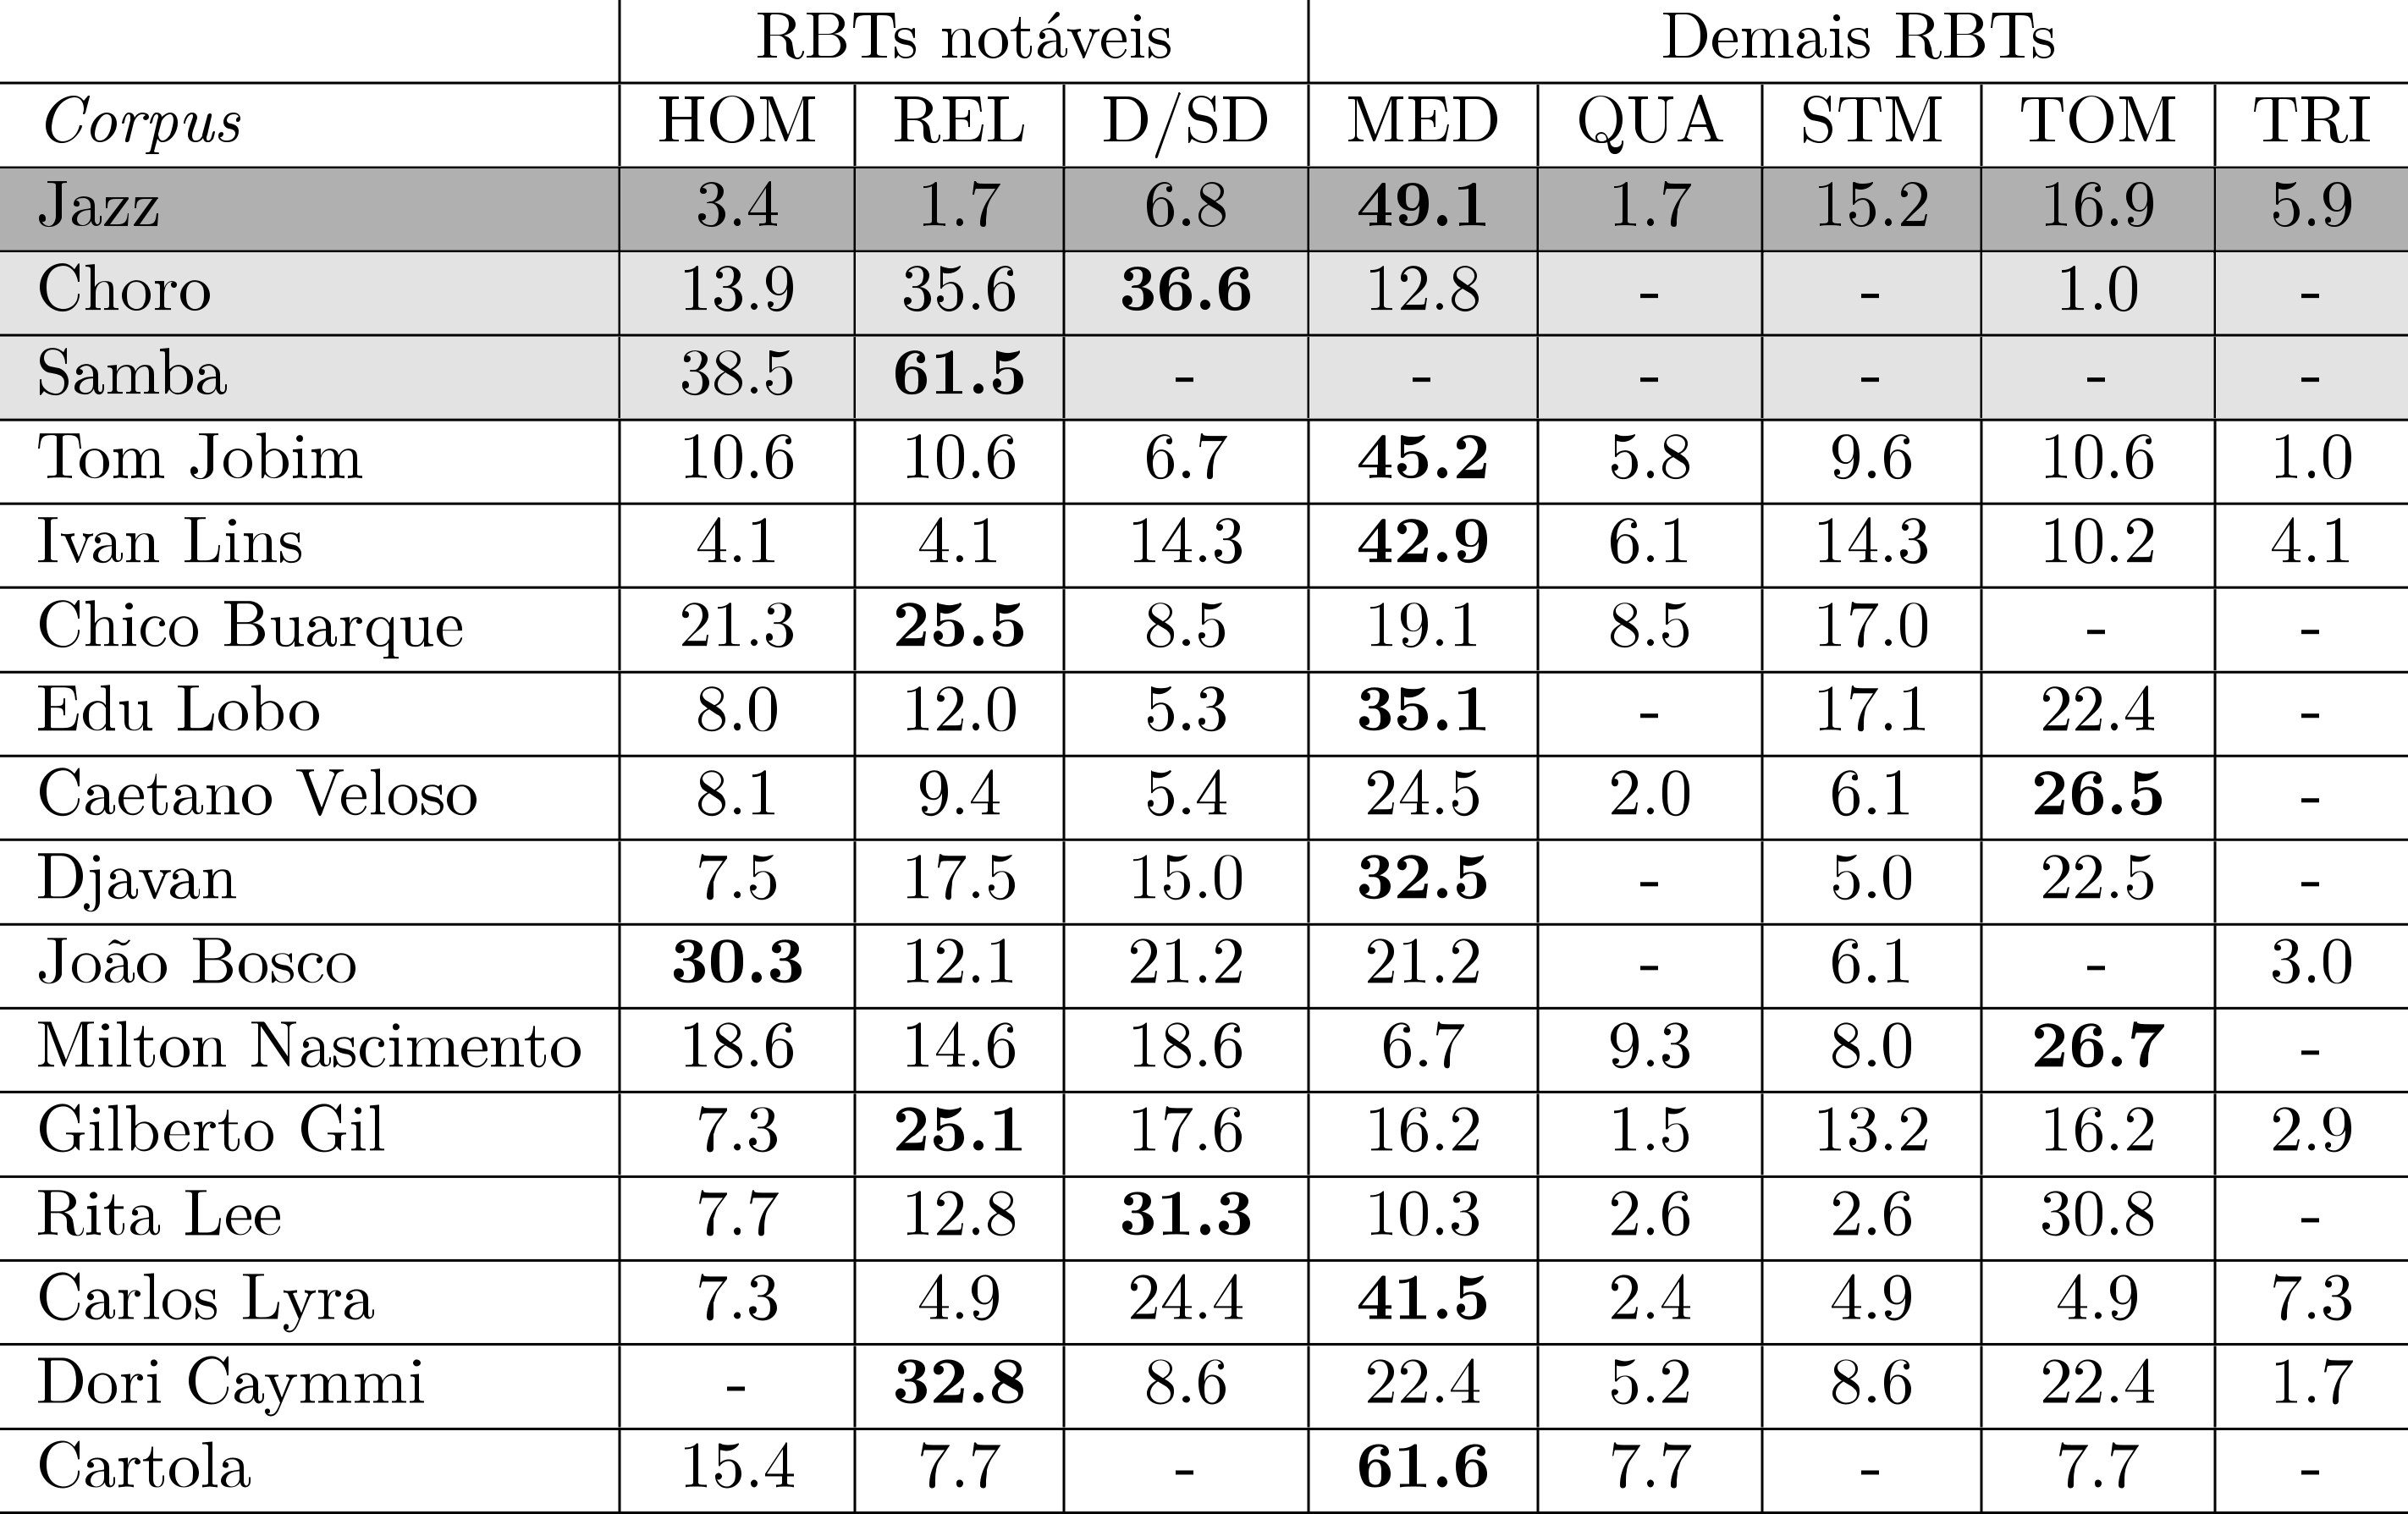 RBTs notáveis Demais RBTs
Corpus HOM REL D/SD MED QUA STM TOM TRI
Jazz 3.4 1.7 6.8 49.1 1.7 15.2 16.9 5.9
Choro 13.9 35.6 36.6 12.8 - - 1.0 -
Samba 38.5 61.5 - - - - - -
Tom Jobim 10.6 10.6 6.7 45.2 5.8 9.6 10.6 1.0
Ivan Lins 4.1 4.1 14.3 42.9 6.1 14.3 10.2 4.1
Chico Buarque 21.3 25.5 8.5 19.1 8.5 17.0 - -
Edu Lobo 8.0 12.0 5.3 35.1 - 17.1 22.4 -
Caetano Veloso 8.1 9.4 5.4 24.5 2.0 6.1 26.5 -
Djavan 7.5 17.5 15.0 32.5 - 5.0 22.5 -
João Bosco 30.3 12.1 21.2 21.2 - 6.1 - 3.0
Milton Nascimento 18.6 14.6 18.6 6.7 9.3 8.0 26.7 -
Gilberto Gil 7.3 25.1 17.6 16.2 1.5 13.2 16.2 2.9
Rita Lee 7.7 12.8 31.3 10.3 2.6 2.6 30.8 -
Carlos Lyra 7.3 4.9 24.4 41.5 2.4 4.9 4.9 7.3
Dori Caymmi - 32.8 8.6 22.4 5.2 8.6 22.4 1.7
Cartola 15.4 7.7 - 61.6 7.7 - 7.7 -